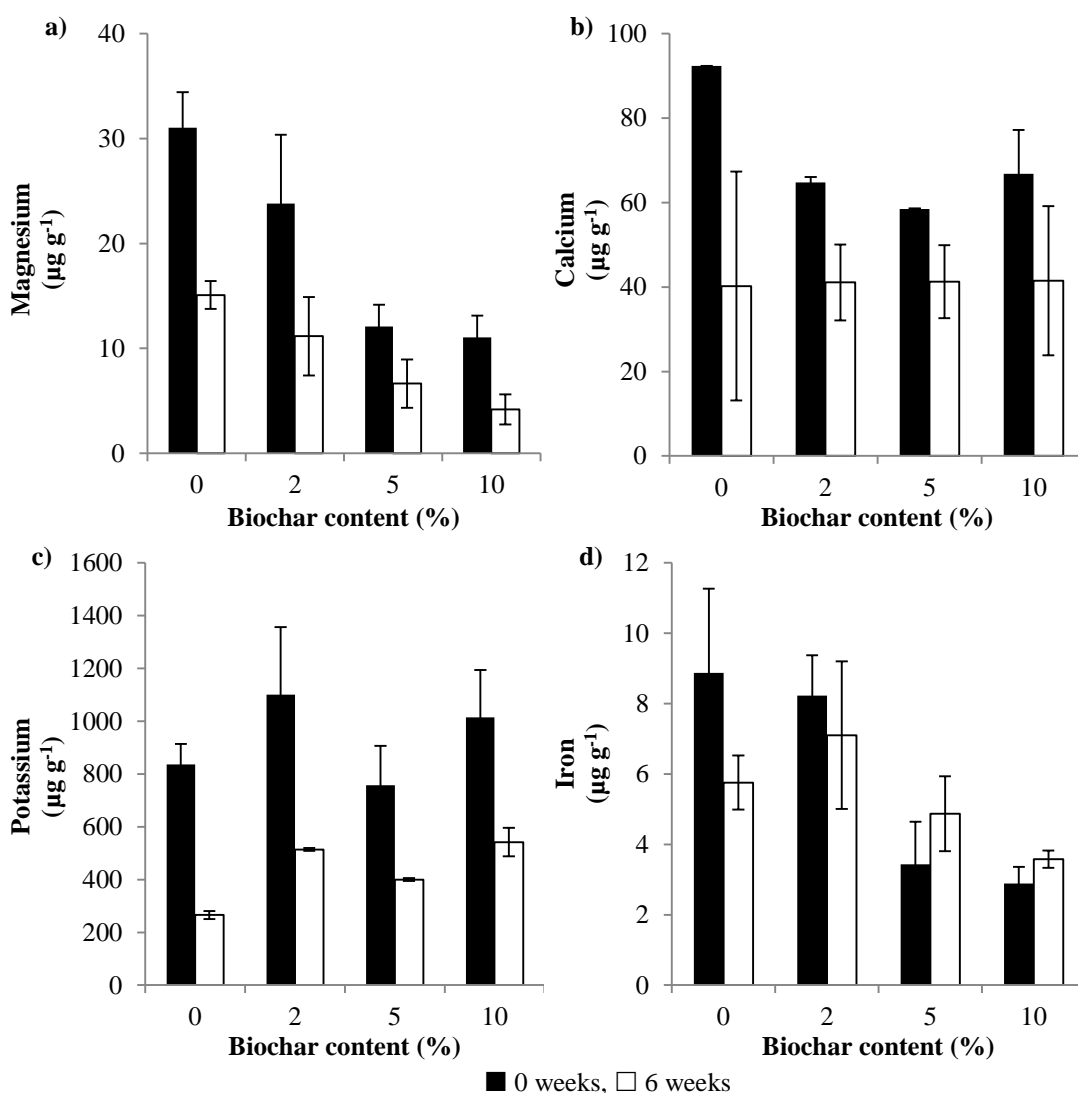 a)
40
30
20
10
0
Magnesium
(µg g-1)
0 2 5 10
Biochar content (%)
b)
100
80
60
40
20
0
Calcium
(µg g-1)
0 2 5 10
Biochar content (%)
c)
1600
1400
1200
1000
800
600
400
200
0
Potassium
(µg g-1)
0 2 5 10
Biochar content (%)
d)
12
10
8
6
4
2
0
Iron
(µg g-1)
0 2 5 10
Biochar content (%)
0 weeks, 6 weeks